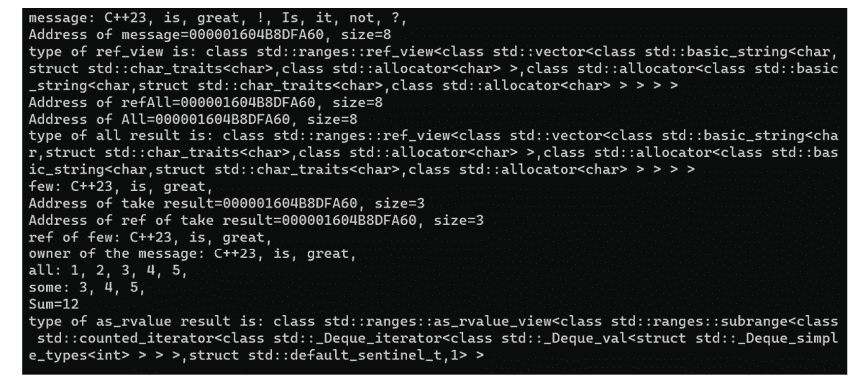 message: C++23, is, great, !, Is, it, not, ?,
Address of message=000001604B8DFA60, size=8
type of ref_view is: class std::ranges::ref_view<class std::vector<class std::basic_string<char,
struct std::char_traits<char>,class std::allocator<char> >,class std::allocator<class std::basic
_string<char,struct std::char_traits<char>,class std::allocator<char> > > > >
Address of refAll=000001604B8DFA60, size=8
Address of All=000001604B8DFA60, size=8
type of all result is: class std::ranges::ref_view<class std::vector<class std::basic_string<cha
r,struct std::char_traits<char>,class std::allocator<char> >,class std::allocator<class std::bas
ic_string<char,struct std::char_traits<char>,class std::allocator<char> > > > >
few: C++23, is, great,
Address of take result=000001604B8DFA60, size=3
Address of ref of take result=000001604B8DFA60, size=3
ref of few: C++23, is, great,
owner of the message: C++23, is, great,
all: 1, 2, 3, 4, 5,
some: 3, 4, 5,
Sum=12
type of as_rvalue result is: class std::ranges::as_rvalue_view<class std::ranges::subrange<class
 std::counted_iterator<class std::_Deque_iterator<class std::_Deque_val<struct std::_Deque_simpl
e_types<int> > > >,struct std::default_sentinel_t,1> >